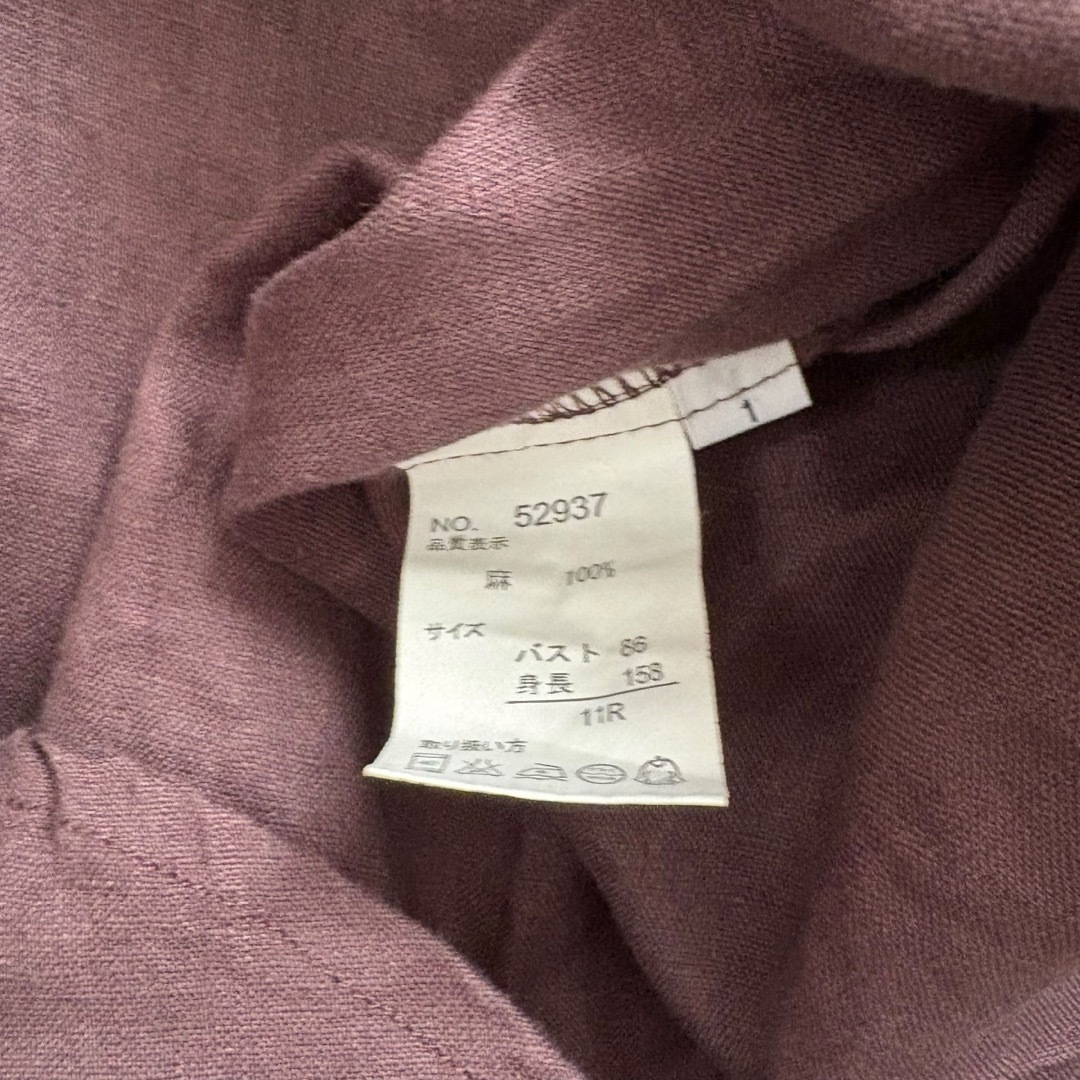 1
NO. 52937
品質表示
麻 100%
サイズ
バスト 86
身長 158
11R
取り扱い方